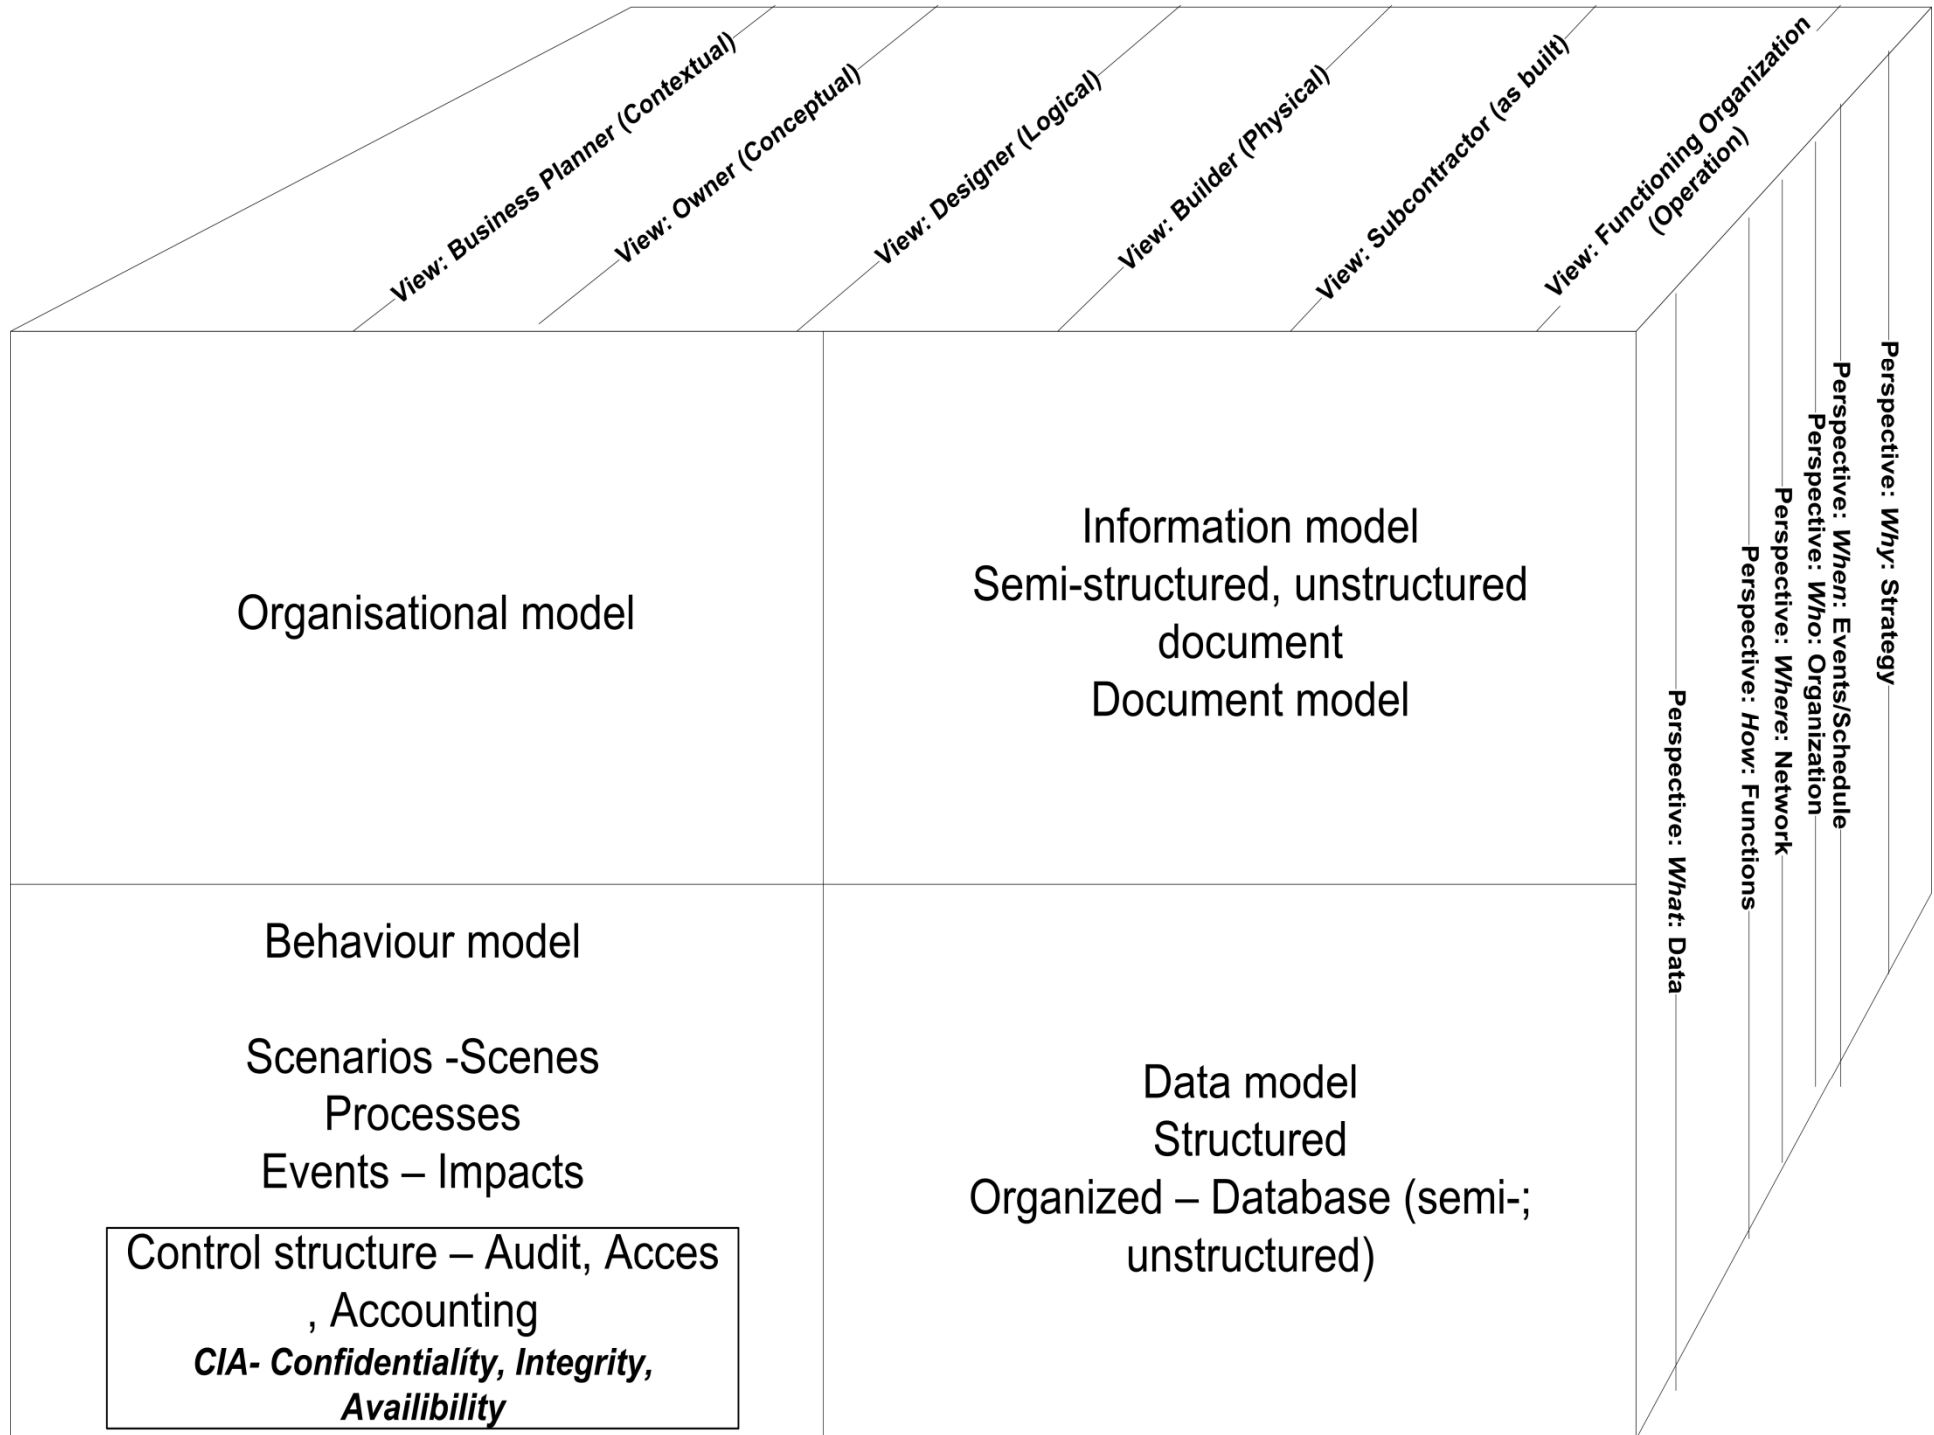 View: Business Planner (Contextual)
View: Owner (Conceptual)
View: Designer (Logical)
View: Builder (Physical)
View: Subcontractor (as built)
View: Functioning Organization
(Operation)
Organisational model
Information model
Semi-structured, unstructured
document
Document model
Behaviour model
Scenarios -Scenes
Processes
Events – Impacts
Control structure – Audit, Acces
, Accounting
CIA- Confidentialíty, Integrity,
Availibility
Data model
Structured
Organized – Database (semi-;
unstructured)
Perspective: What: Data
Perspective: How: Functions
Perspective: Where: Network
Perspective: Who: Organization
Perspective: When: Events/Schedule
Perspective: Why: Strategy